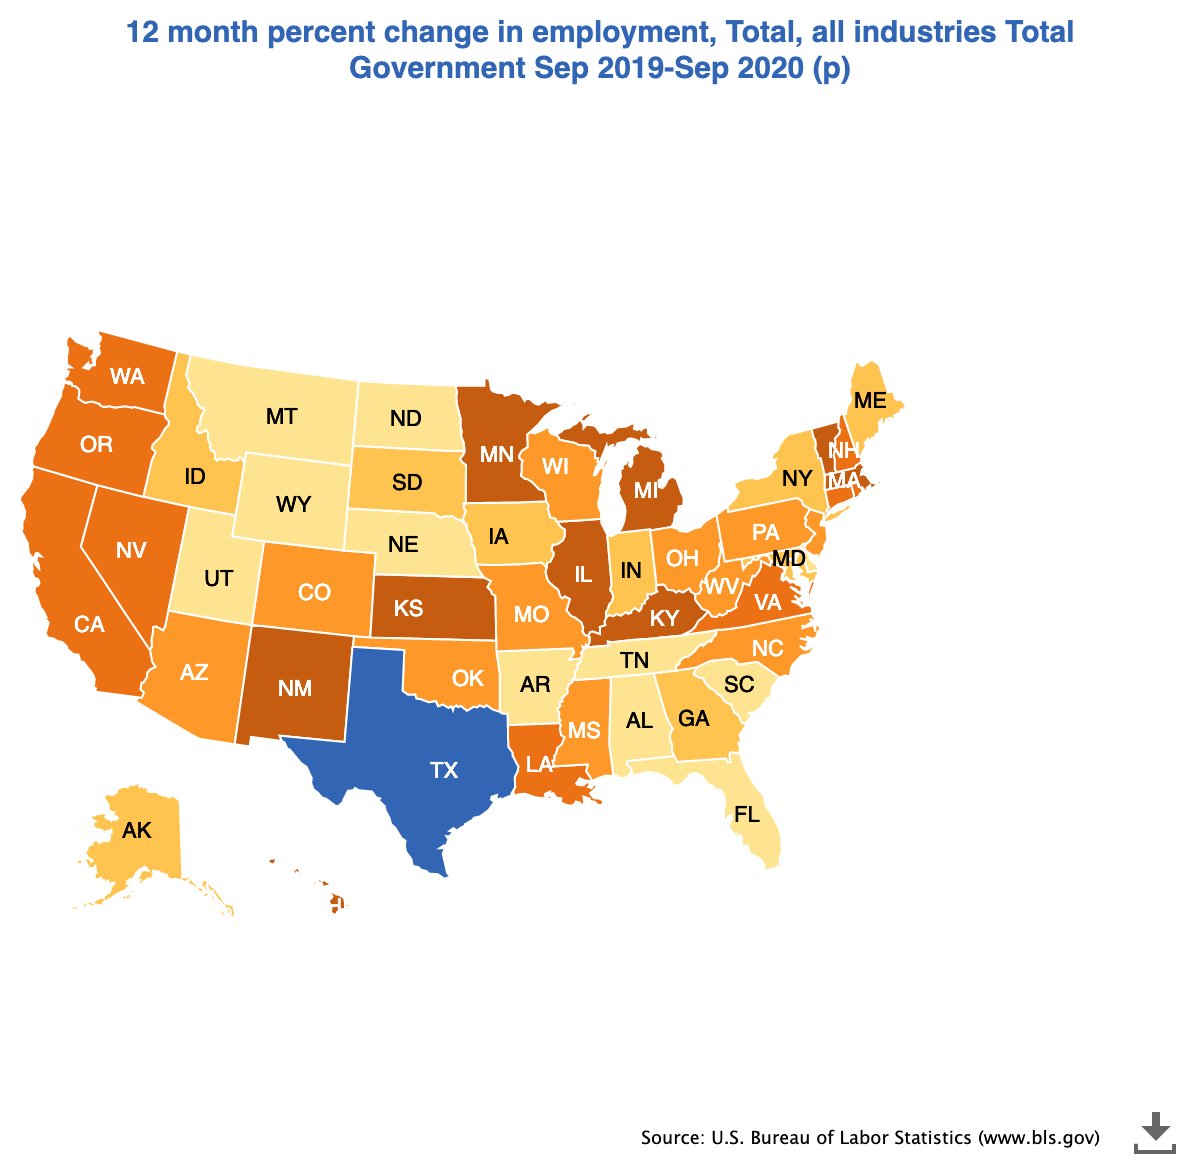 12 month percent change in employment, Total, all industries Total
Government Sep 2019-Sep 2020 (p)
WA
ME
MT
ND
OR
MN
NH
WI
ID
SD
NY
MA
MI
WY
IA
PA
NE
NV
OH
MD
UT
IL
IN
CO
WV
KS
VA
MO
KY
CA
NC
TN
AZ
OK
NM
AR
SC
GA
AL
MS
LA
TX
FL
AK
Source: U.S. Bureau of Labor Statistics (www.bls.gov)